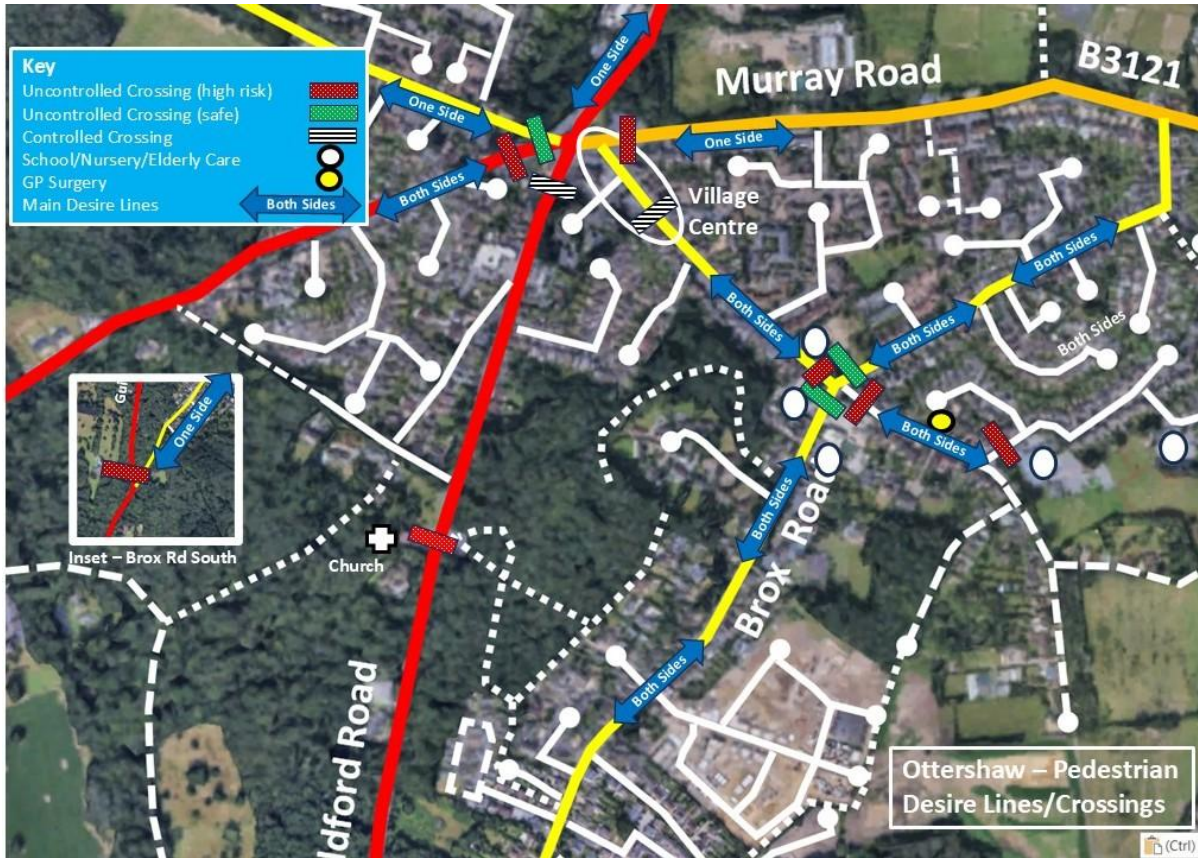 One Side
Key
Uncontrolled Crossing (high risk)
Uncontrolled Crossing (safe)
Controlled Crossing
School/Nursery/Elderly Care
GP Surgery
Main Desire Lines
Both Sides
One Side
Both Sides
Murray Road
B3121
One Side
Village
Centre
Both Sides
Both Sides
Both Sides
Both Sides
Both Sides
Gui
One Side
Inset – Brox Rd South
Church
Both Sides
Brox Road
Both Sides
ldford Road
Ottershaw – Pedestrian
Desire Lines/Crossings
(Ctrl)